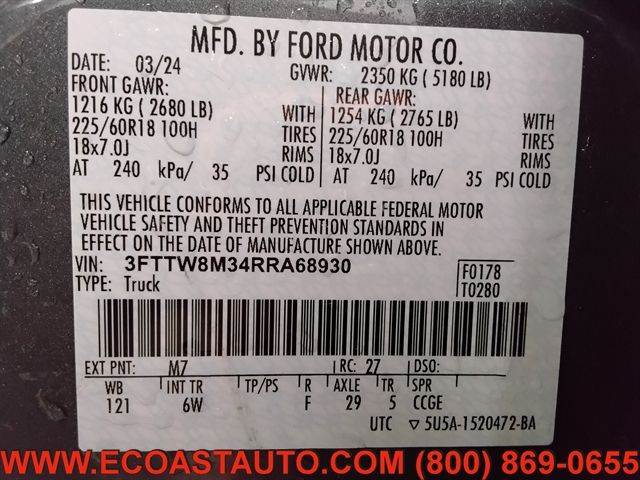 MFD. BY FORD MOTOR CO.
DATE: 03/24 GVWR: 2350 KG ( 5180 LB)
FRONT GAWR: REAR GAWR:
1216 KG ( 2680 LB) WITH 1254 KG ( 2765 LB) WITH
225/60R18 100H TIRES 225/60R18 100H TIRES
18x7.0J RIMS 18x7.0J RIMS
AT 240 kPa/ 35 PSI COLD AT 240 kPa/ 35 PSI COLD
THIS VEHICLE CONFORMS TO ALL APPLICABLE FEDERAL MOTOR
VEHICLE SAFETY AND THEFT PREVENTION STANDARDS IN
EFFECT ON THE DATE OF MANUFACTURE SHOWN ABOVE.
VIN: 3FTTW8M34RRA68930 F0178
TYPE: Truck T0280
EXT PNT: M7 RC: 27 DSO:
WB INT TR TP/PS R AXLE TR SPR
121 6W F 29 5 CCGE
UTC ▽ 5U5A-1520472-BA
WWW.ECOASTAUTO.COM (800) 869-0655